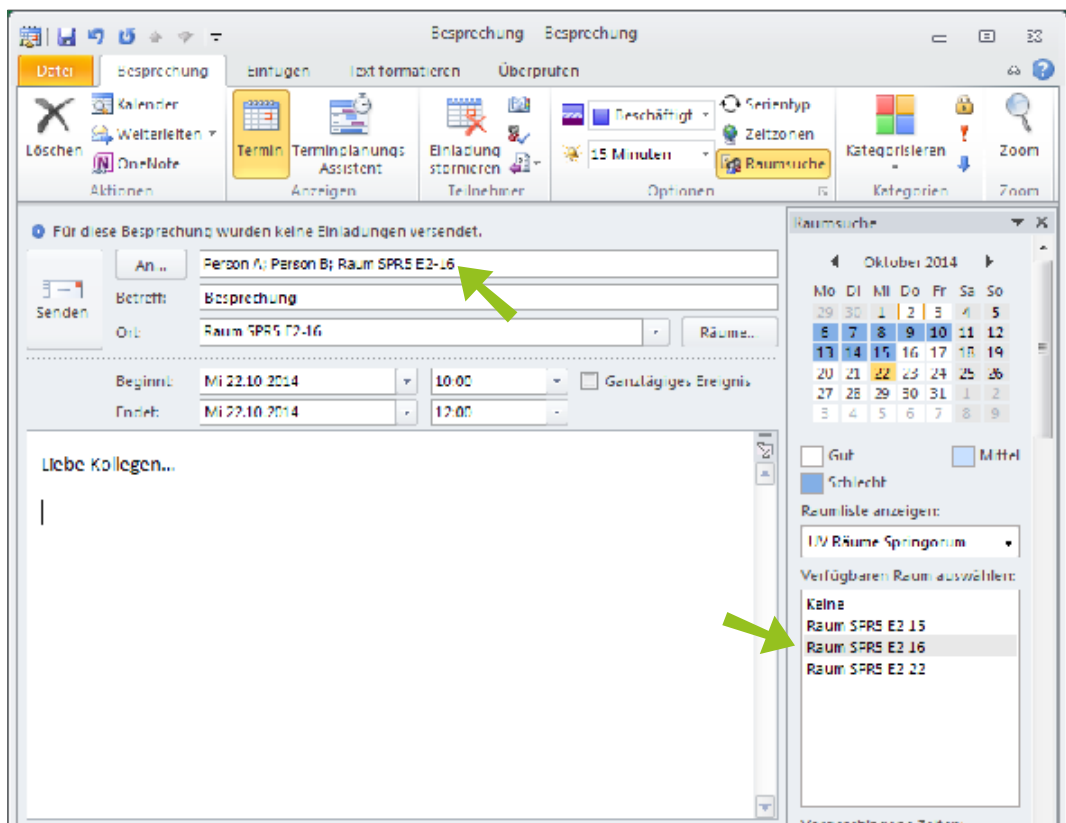 Besprechung Besprechung
Datei Besprechung Einfügen Text formatieren Überprüfen
Löschen
Kalender
Weiterleiten
OneNote
Aktionen
Termin Terminplanungs
Assistent
Anzeigen
Einladung
stornieren
Teilnehmer
Beschäftigt
15 Minuten
Serientyp
Zeitzonen
Raumsuche
Optionen
Kategorisieren
Kategorien
Zoom
Zoom
Für diese Besprechung wurden keine Einladungen versendet.
Senden
An... Person A; Person B; Raum SPR5 E2-16
Betreff: Besprechung
Ort: Raum SPR5 E2-16 Räume...
Beginnt: Mi 22.10 2014 10:00 Ganztägiges Ereignis
Endet: Mi 22.10 2014 12:00
Liebe Kollegen...
Raumsuche
Oktober 2014
Mo Di Mi Do Fr Sa So
29 30 1 2 3 4 5
6 7 8 9 10 11 12
13 14 15 16 17 18 19
20 21 22 23 24 25 26
27 28 29 30 31 1 2
3 4 5 6 7 8 9
Gut Mittel
Schlecht
Raumliste anzeigen:
UV Räume Springorum
Verfügbaren Raum auswählen:
Keine
Raum SPR5 E2 15
Raum SPR5 E2 16
Raum SPR5 E2 22